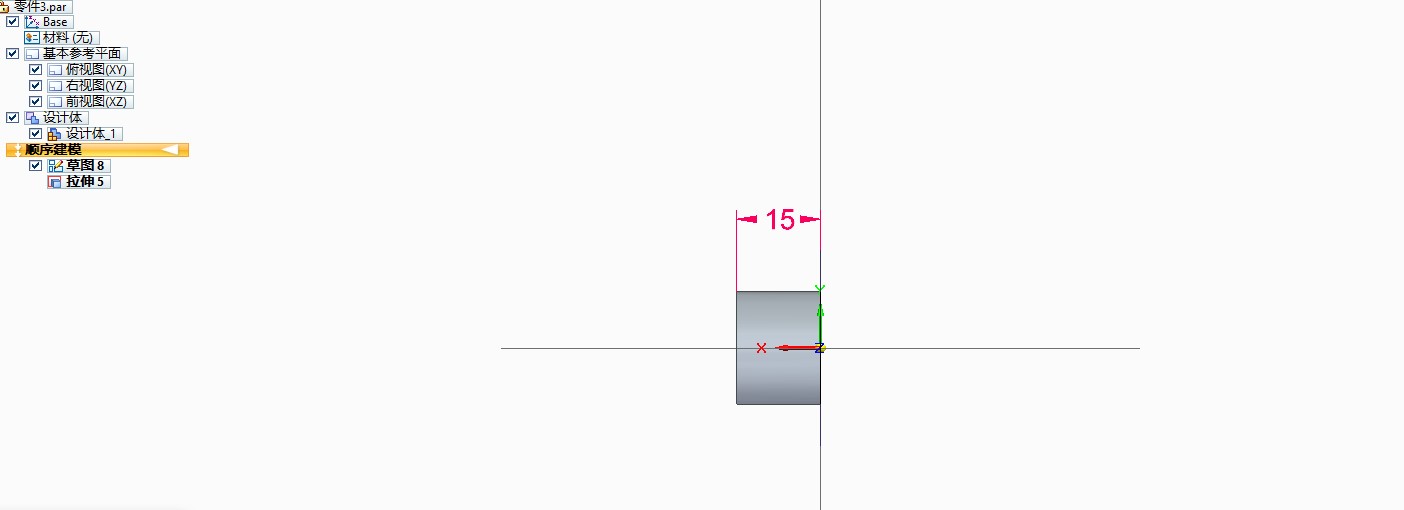 零件3.par
Base
材料 (无)
基本参考平面
俯视图(XY)
右视图(YZ)
前视图(XZ)
设计体
设计体_1
顺序建模
草图 8
拉伸 5
15
Y
X
Z